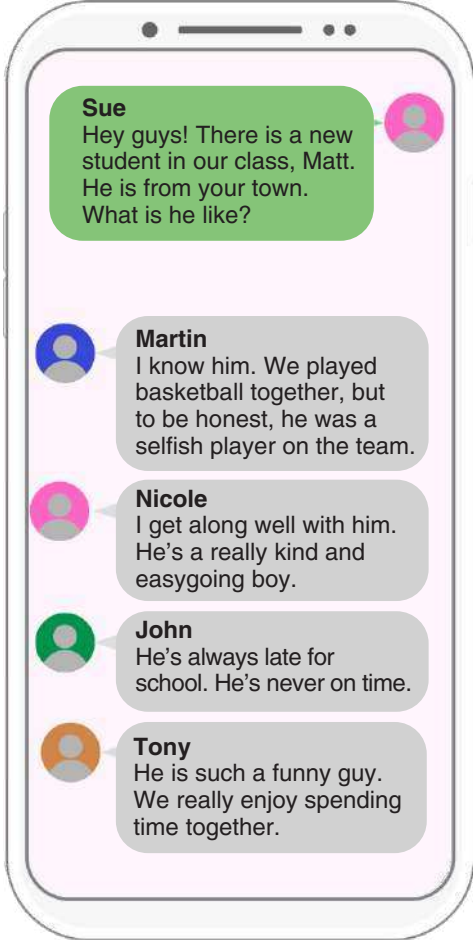 Sue
Hey guys! There is a new
student in our class, Matt.
He is from your town.
What is he like?
Martin
I know him. We played
basketball together, but
to be honest, he was a
selfish player on the team.
Nicole
I get along well with him.
He’s a really kind and
easygoing boy.
John
He’s always late for
school. He’s never on time.
Tony
He is such a funny guy.
We really enjoy spending
time together.